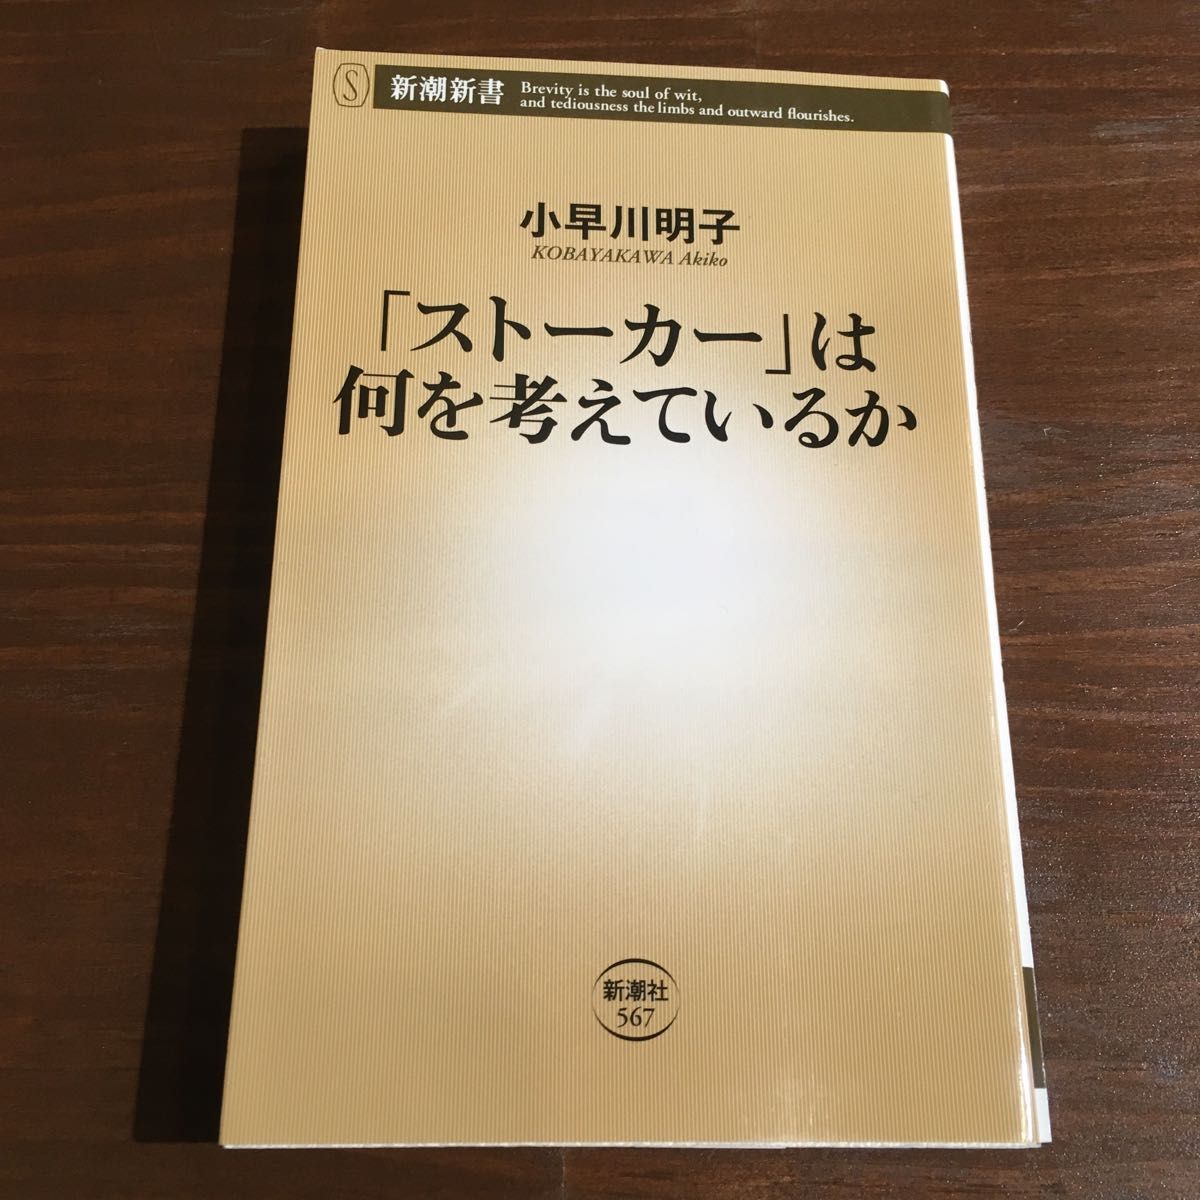 S
新潮新書
Brevity is the soul of wit,
and tediousness the limbs and outward flourishes.
小早川明子
KOBAYAKAWA Akiko
「ストーカー」は
何を考えているか
新潮社
567